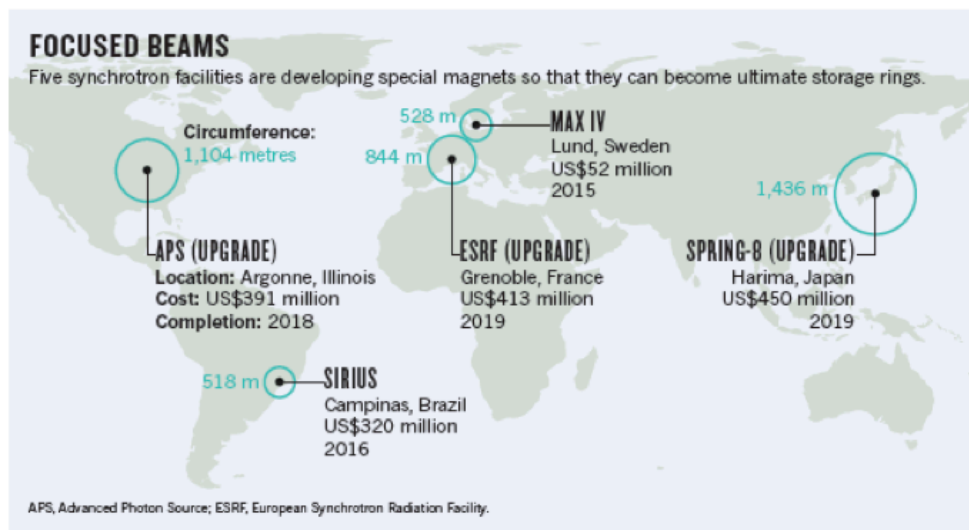 FOCUSED BEAMS
Five synchrotron facilities are developing special magnets so that they can become ultimate storage rings.
Circumference:
1,104 metres
APS (UPGRADE)
Location: Argonne, Illinois
Cost: US$391 million
Completion: 2018
528 m
MAX IV
Lund, Sweden
US$52 million
2015
844 m
ESRF (UPGRADE)
Grenoble, France
US$413 million
2019
1,436 m
SPRING-8 (UPGRADE)
Harima, Japan
US$450 million
2019
518 m
SIRIUS
Campinas, Brazil
US$320 million
2016
APS, Advanced Photon Source; ESRF, European Synchrotron Radiation Facility.